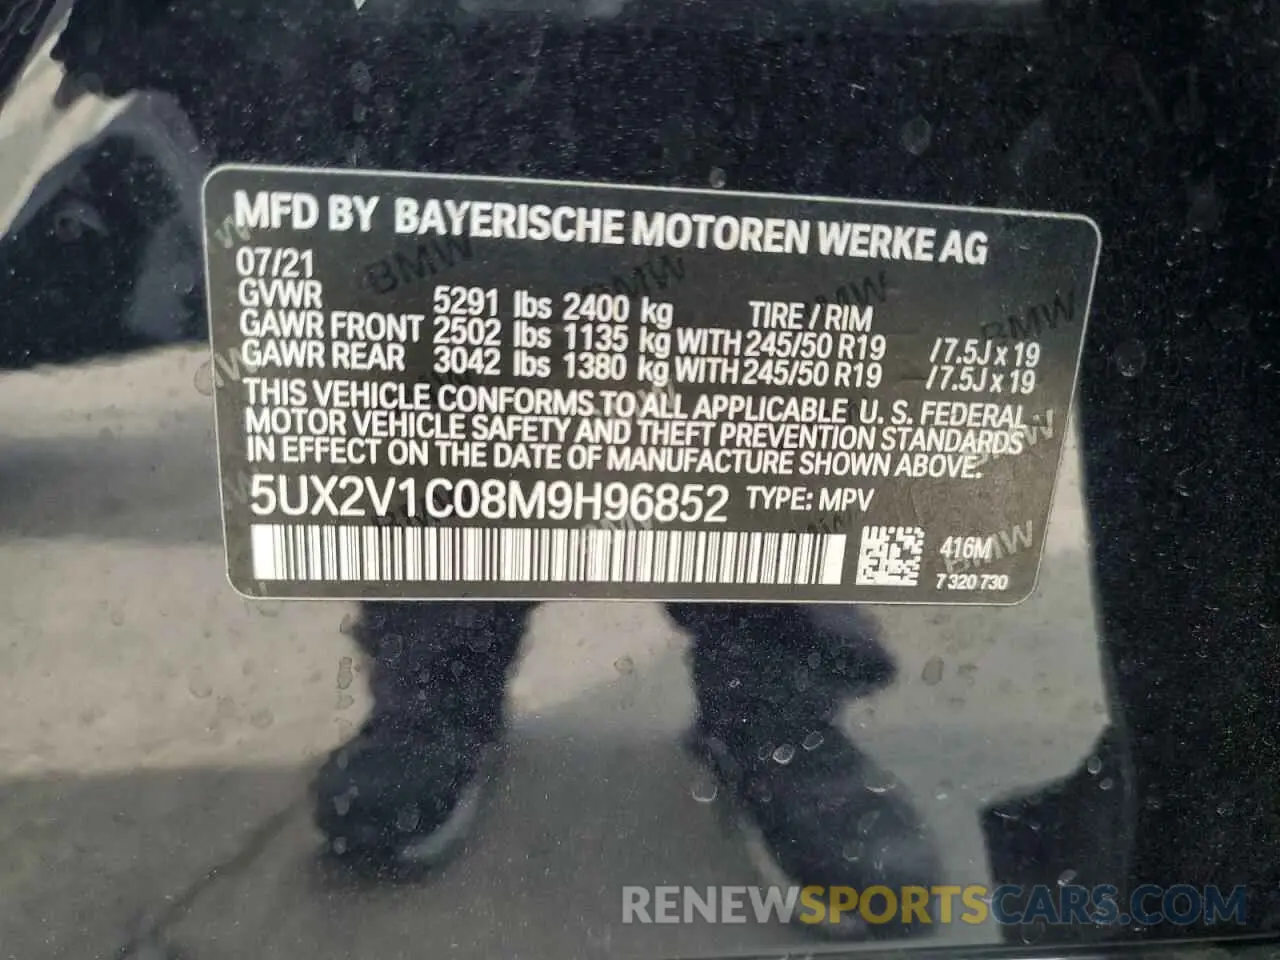 MFD BY BAYERISCHE MOTOREN WERKE AG
07/21
GVWR 5291 lbs 2400 kg TIRE / RIM
GAWR FRONT 2502 lbs 1135 kg WITH 245/50 R19 / 7.5J x 19
GAWR REAR 3042 lbs 1380 kg WITH 245/50 R19 / 7.5J x 19
THIS VEHICLE CONFORMS TO ALL APPLICABLE U. S. FEDERAL
MOTOR VEHICLE SAFETY AND THEFT PREVENTION STANDARDS
IN EFFECT ON THE DATE OF MANUFACTURE SHOWN ABOVE.
5UX2V1C08M9H96852 TYPE: MPV
416M
7 320 730
RENEWSPORTSCARS.COM